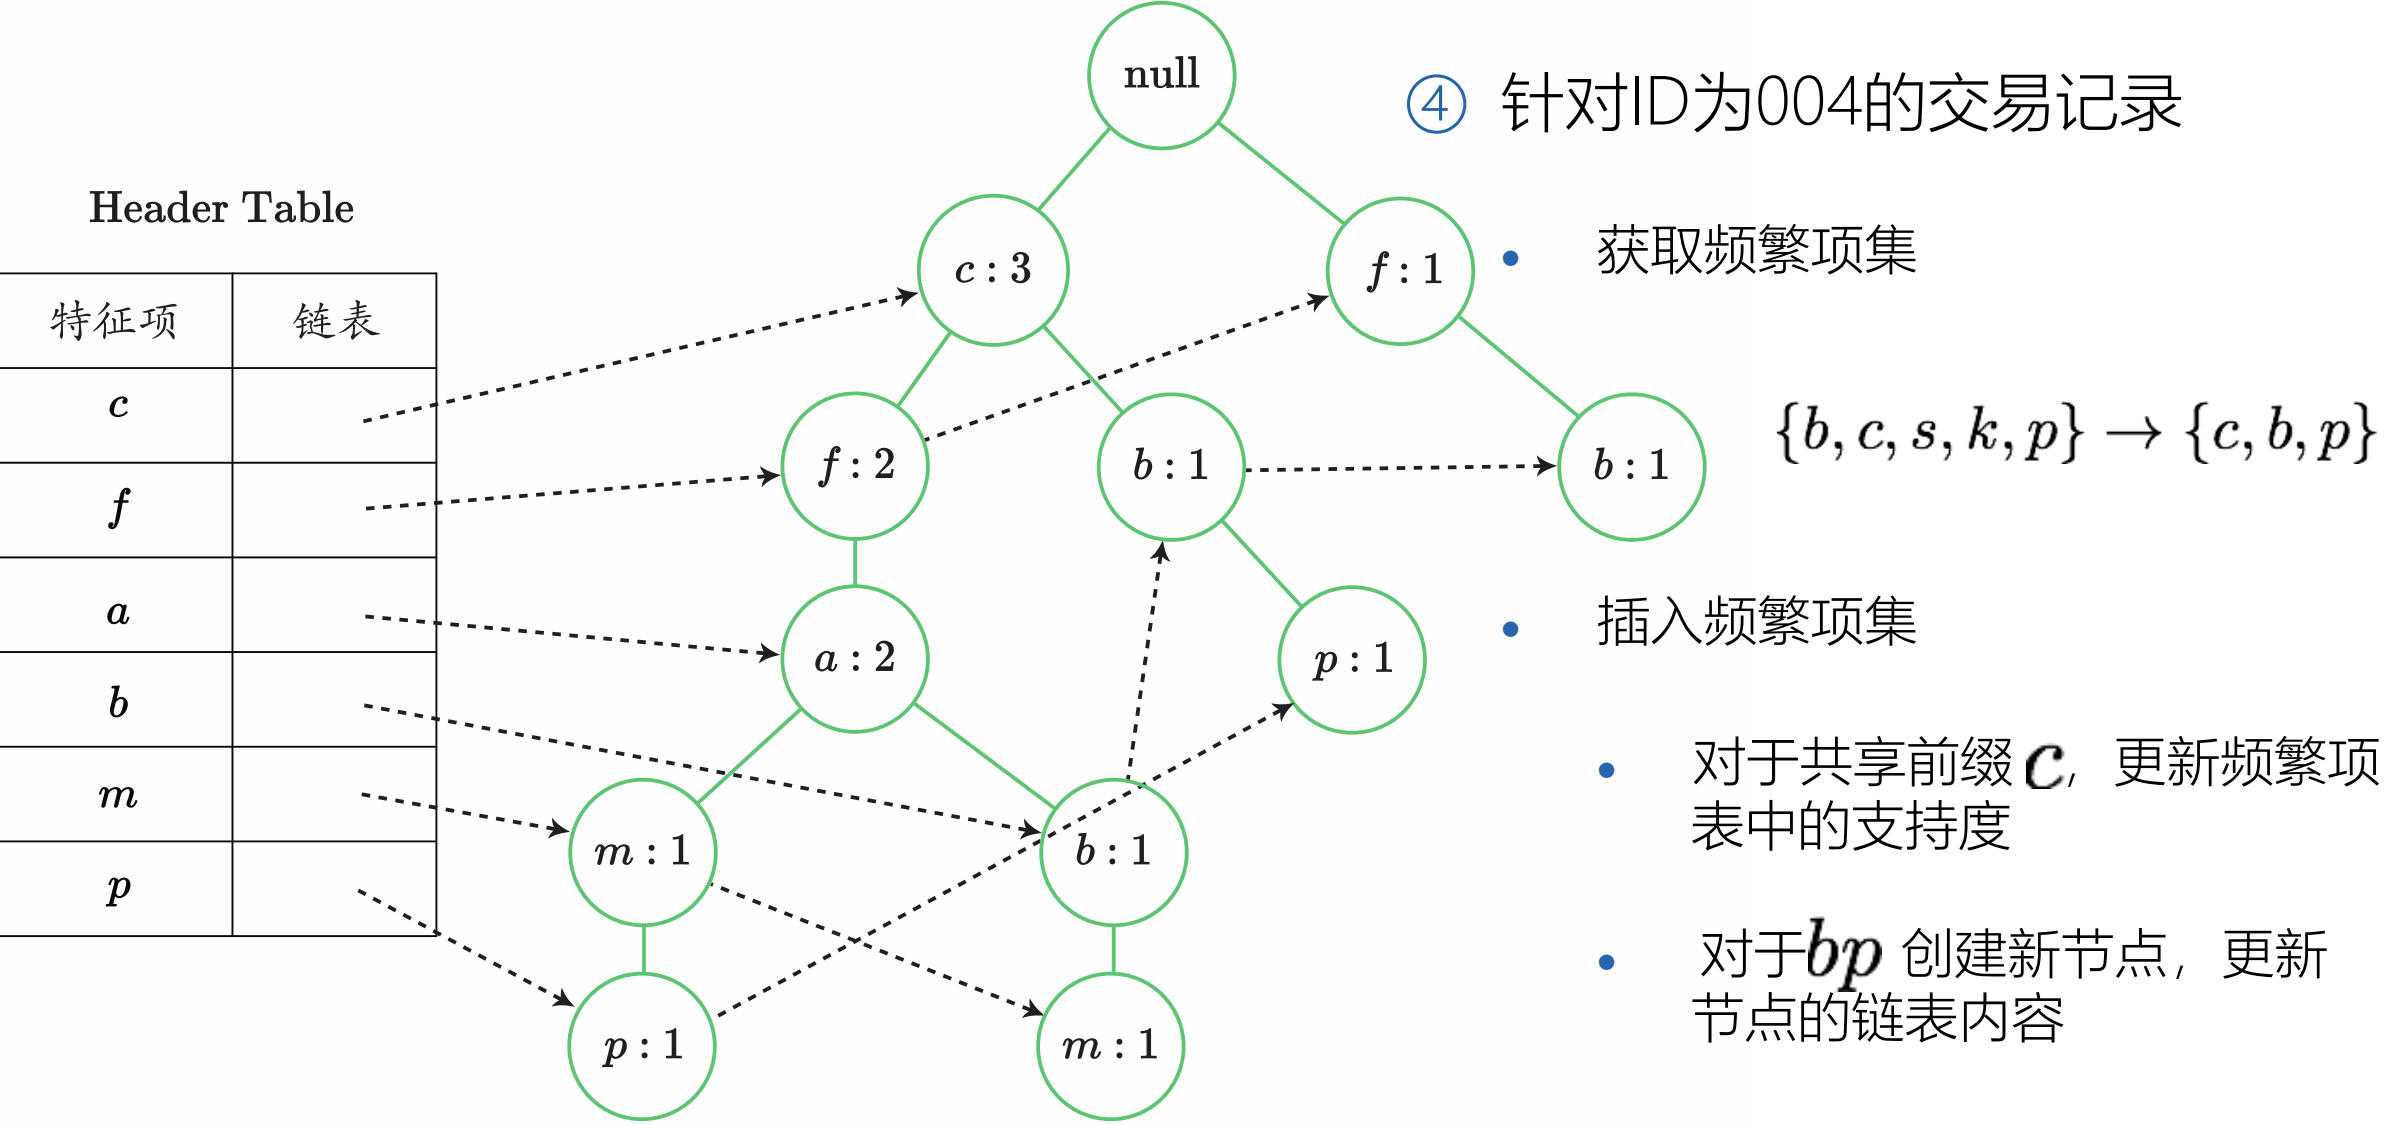 null
④ 针对ID为004的交易记录
Header Table
特征项 链表
c
f
a
b
m
p
c : 3
f : 1
f : 2
b : 1
b : 1
a : 2
p : 1
m : 1
b : 1
p : 1
m : 1
• 获取频繁项集
{b, c, s, k, p} → {c, b, p}
• 插入频繁项集
• 对于共享前缀 c，更新频繁项
表中的支持度
• 对于bp 创建新节点，更新
节点的链表内容